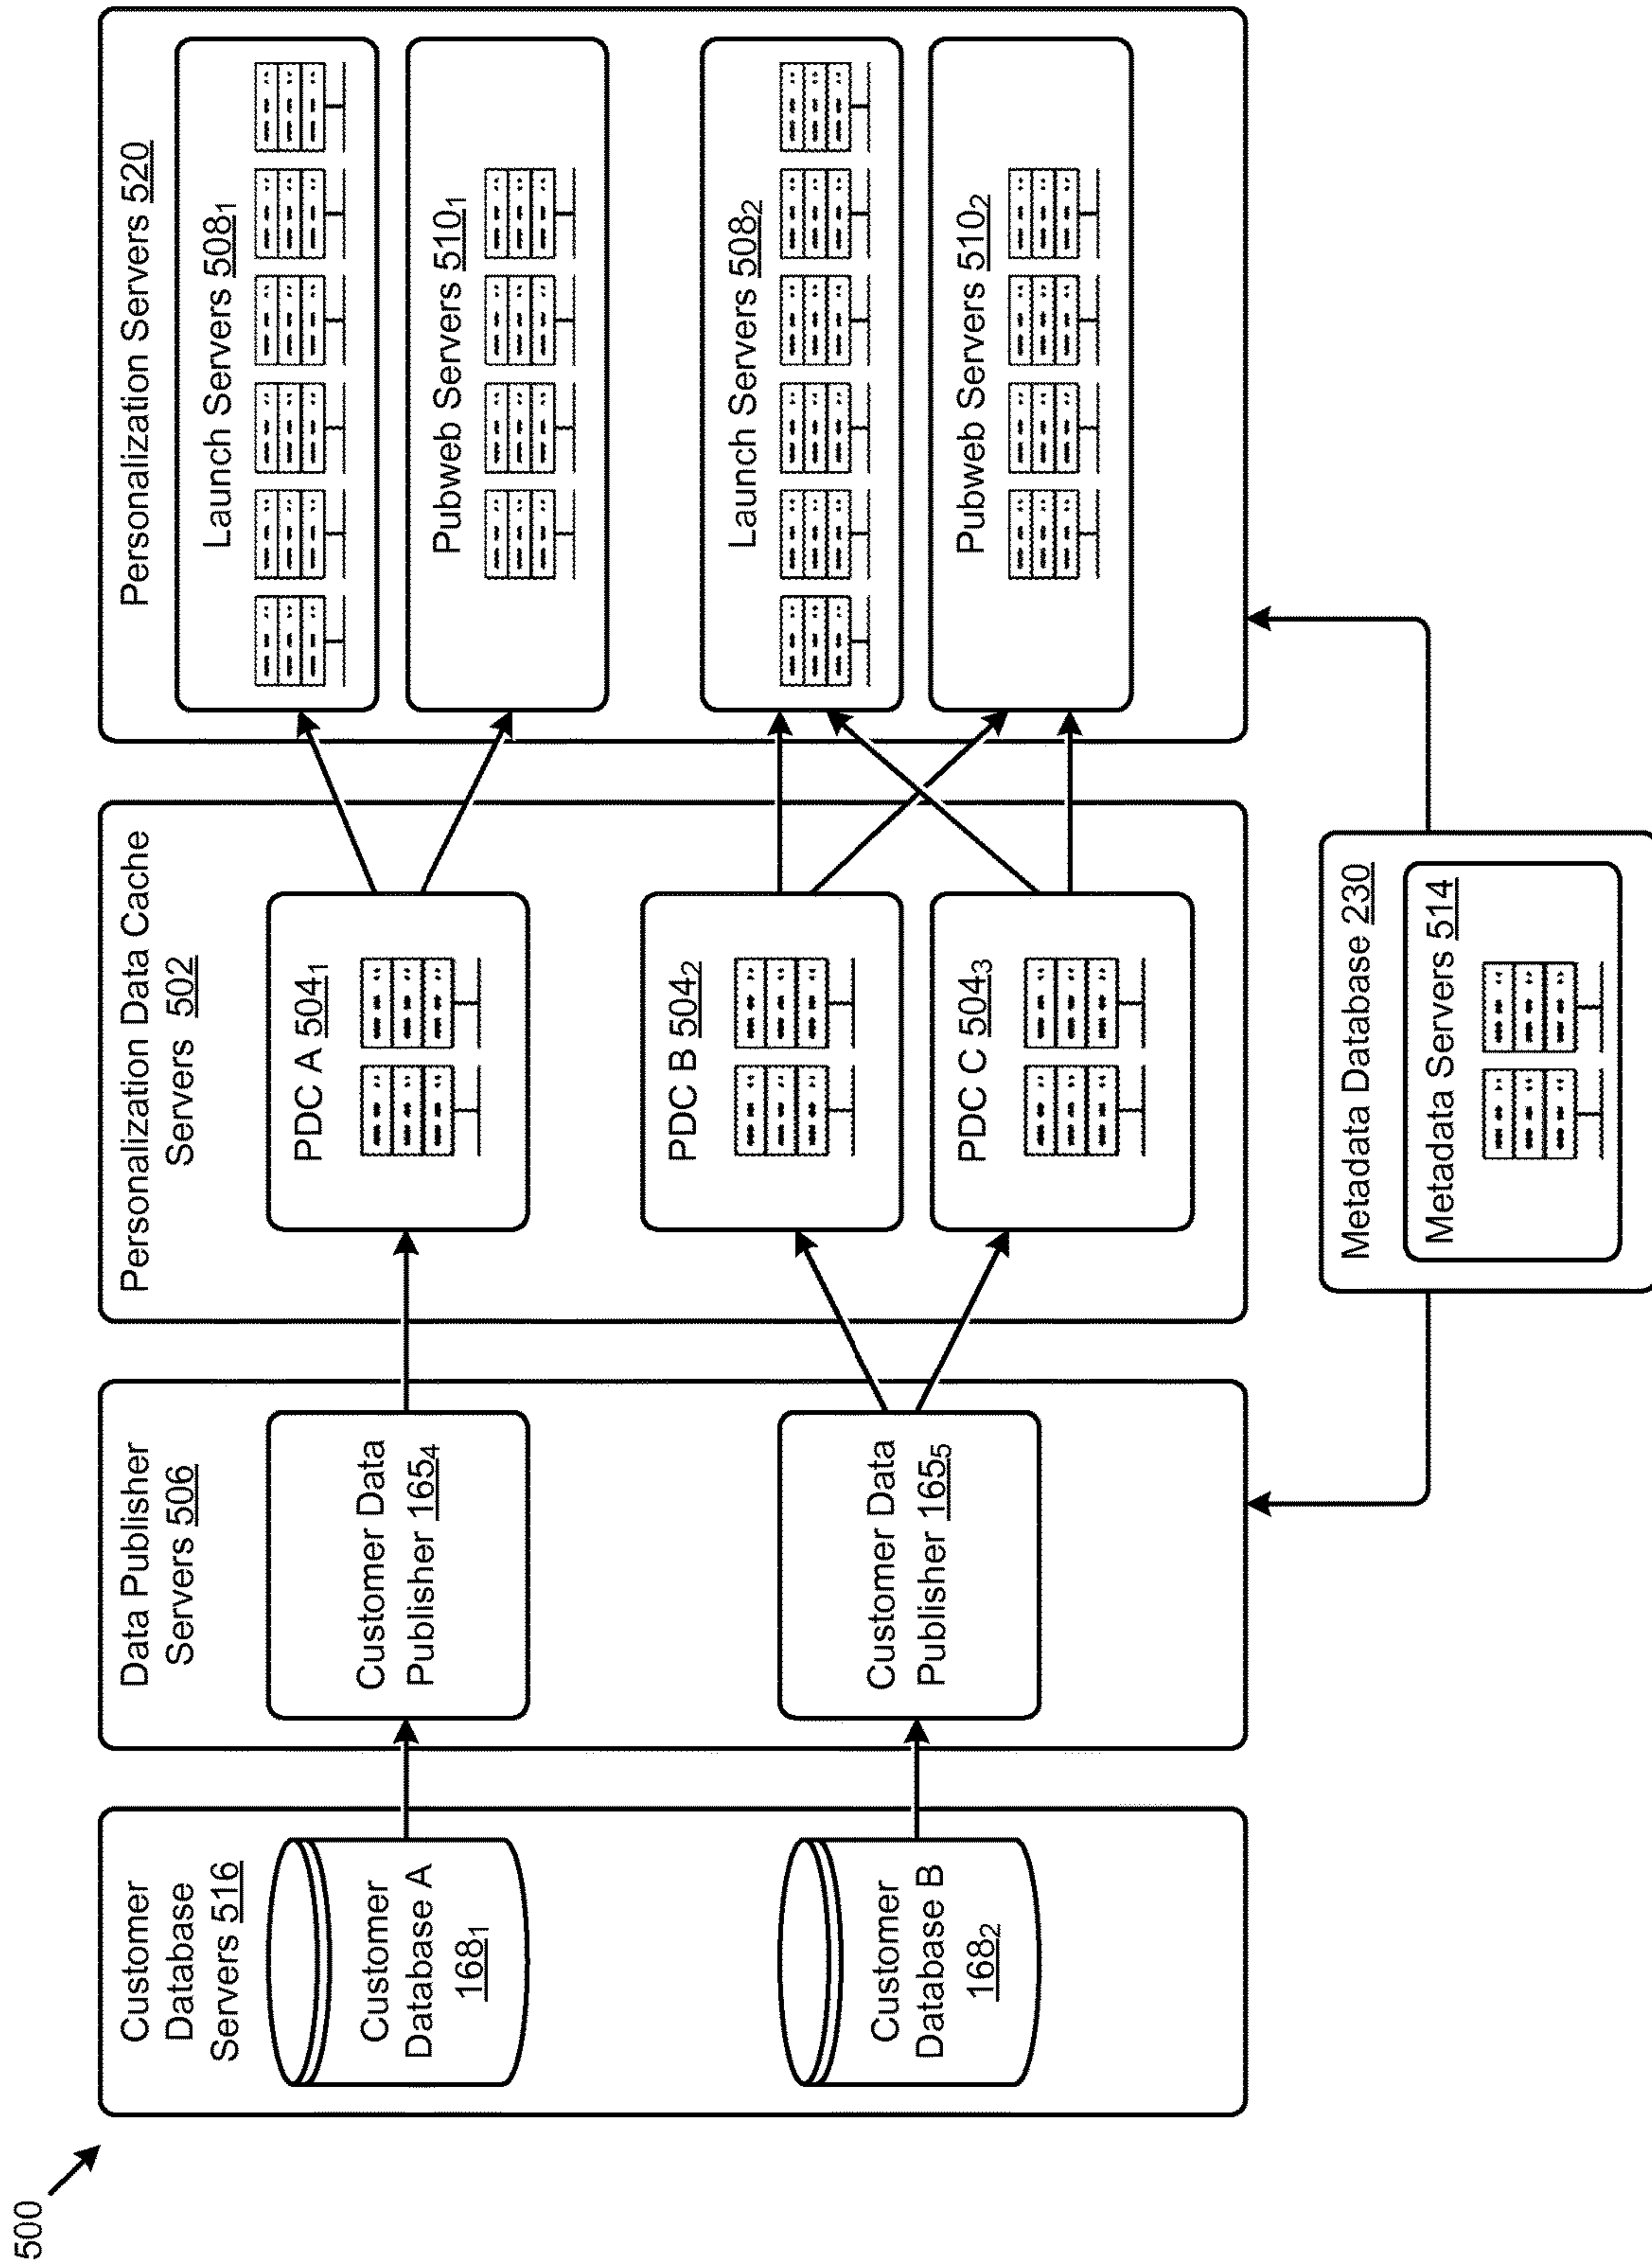 500
Customer
Database
Servers 516
Customer
Database A
168₁
Customer
Database B
168₂
Data Publisher
Servers 506
Customer Data
Publisher 165₄
Customer Data
Publisher 165₅
Personalization Data Cache
Servers 502
PDC A 504₁
PDC B 504₂
PDC C 504₃
Personalization Servers 520
Launch Servers 508₁
Pubweb Servers 510₁
Launch Servers 508₂
Pubweb Servers 510₂
Metadata Database 230
Metadata Servers 514